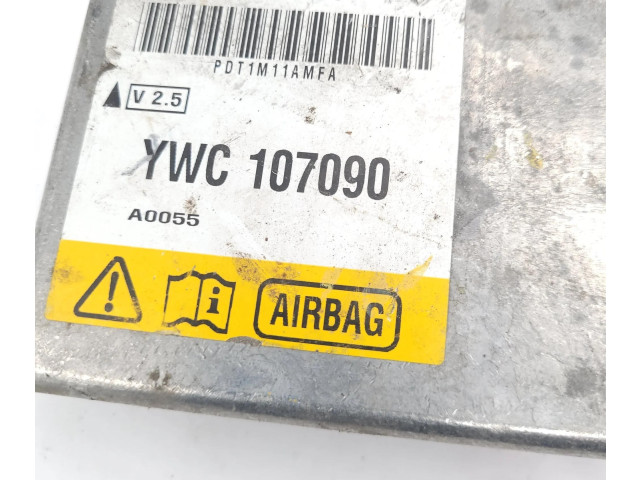 PDT1M11AMFA
V 2.5
YWC 107090
A0055
! i AIRBAG